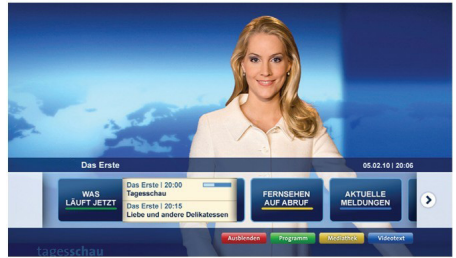 Das Erste 05.02.10 | 20:06
WAS
LÄUFT JETZT
Das Erste | 20:00
Tagesschau
Das Erste | 20:15
Liebe und andere Delikatessen
FERNSEHEN
AUF ABRUF
AKTUELLE
MELDUNGEN
Ausblenden Programm Mediathek Videotext
tagesschau